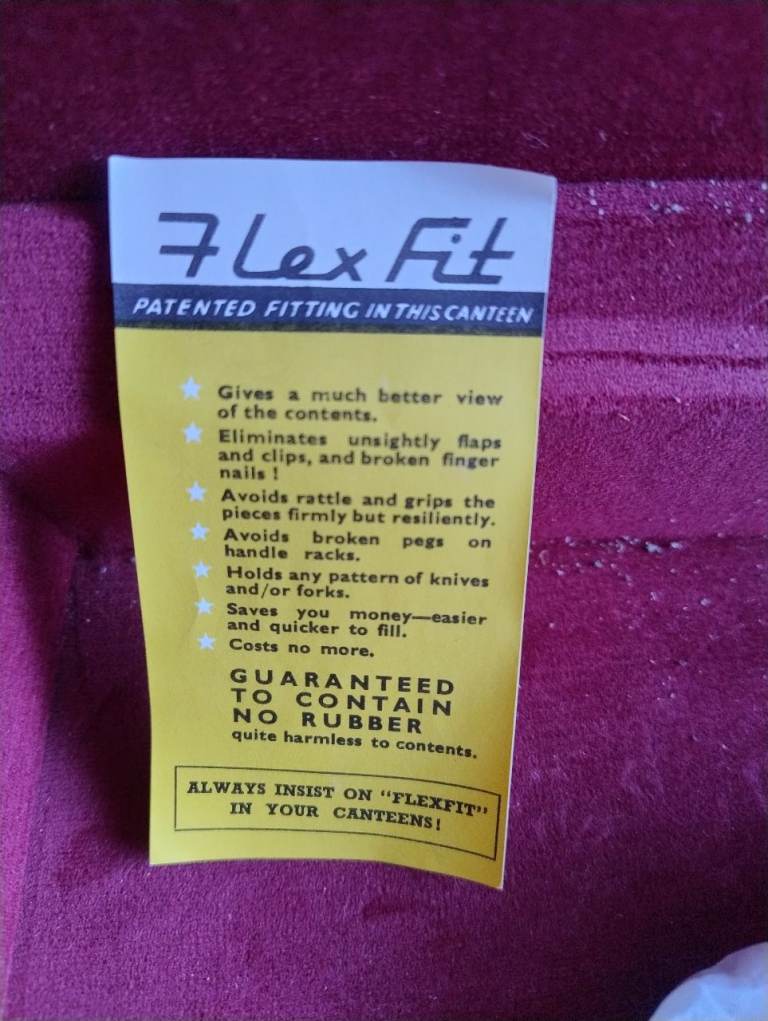 Flex Fit
PATENTED FITTING IN THIS CANTEEN
Gives a much better view
of the contents.
Eliminates unsightly flaps
and clips, and broken finger
nails !
Avoids rattle and grips the
pieces firmly but resiliently.
Avoids broken pegs on
handle racks.
Holds any pattern of knives
and/or forks.
Saves you money—easier
and quicker to fill.
Costs no more.
GUARANTEED
TO CONTAIN
NO RUBBER
quite harmless to contents.
ALWAYS INSIST ON “FLEXFIT”
IN YOUR CANTEENS!